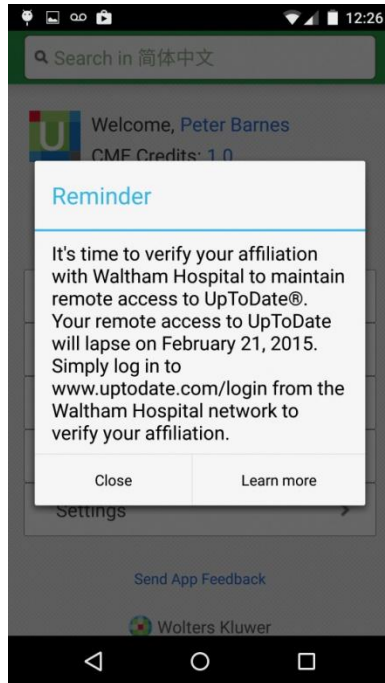 12:26
Search in 简体中文
U
Welcome, Peter Barnes
CME Credits: 1.0
Reminder
It's time to verify your affiliation
with Waltham Hospital to maintain
remote access to UpToDate®.
Your remote access to UpToDate
will lapse on February 21, 2015.
Simply log in to
www.uptodate.com/login from the
Waltham Hospital network to
verify your affiliation.
Close Learn more
Settings
Send App Feedback
Wolters Kluwer